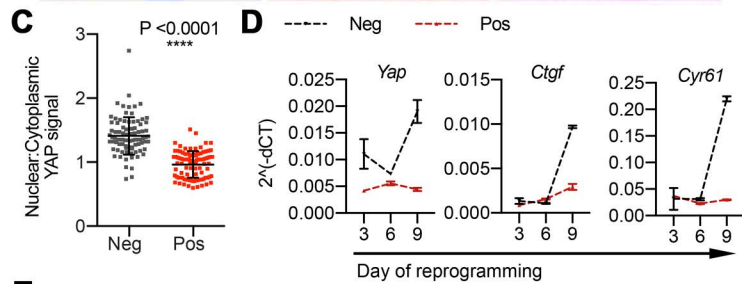 C
P <0.0001
****
Nuclear:Cytoplasmic
YAP signal
3
2
1
0
Neg
Pos
D
Neg
Pos
2^(-dCT)
Yap
0.025
0.020
0.015
0.010
0.005
0.000
3 6 9
Ctgf
0.015
0.010
0.005
0.000
3 6 9
Cyr61
0.25
0.20
0.15
0.10
0.05
0.00
3 6 9
Day of reprogramming